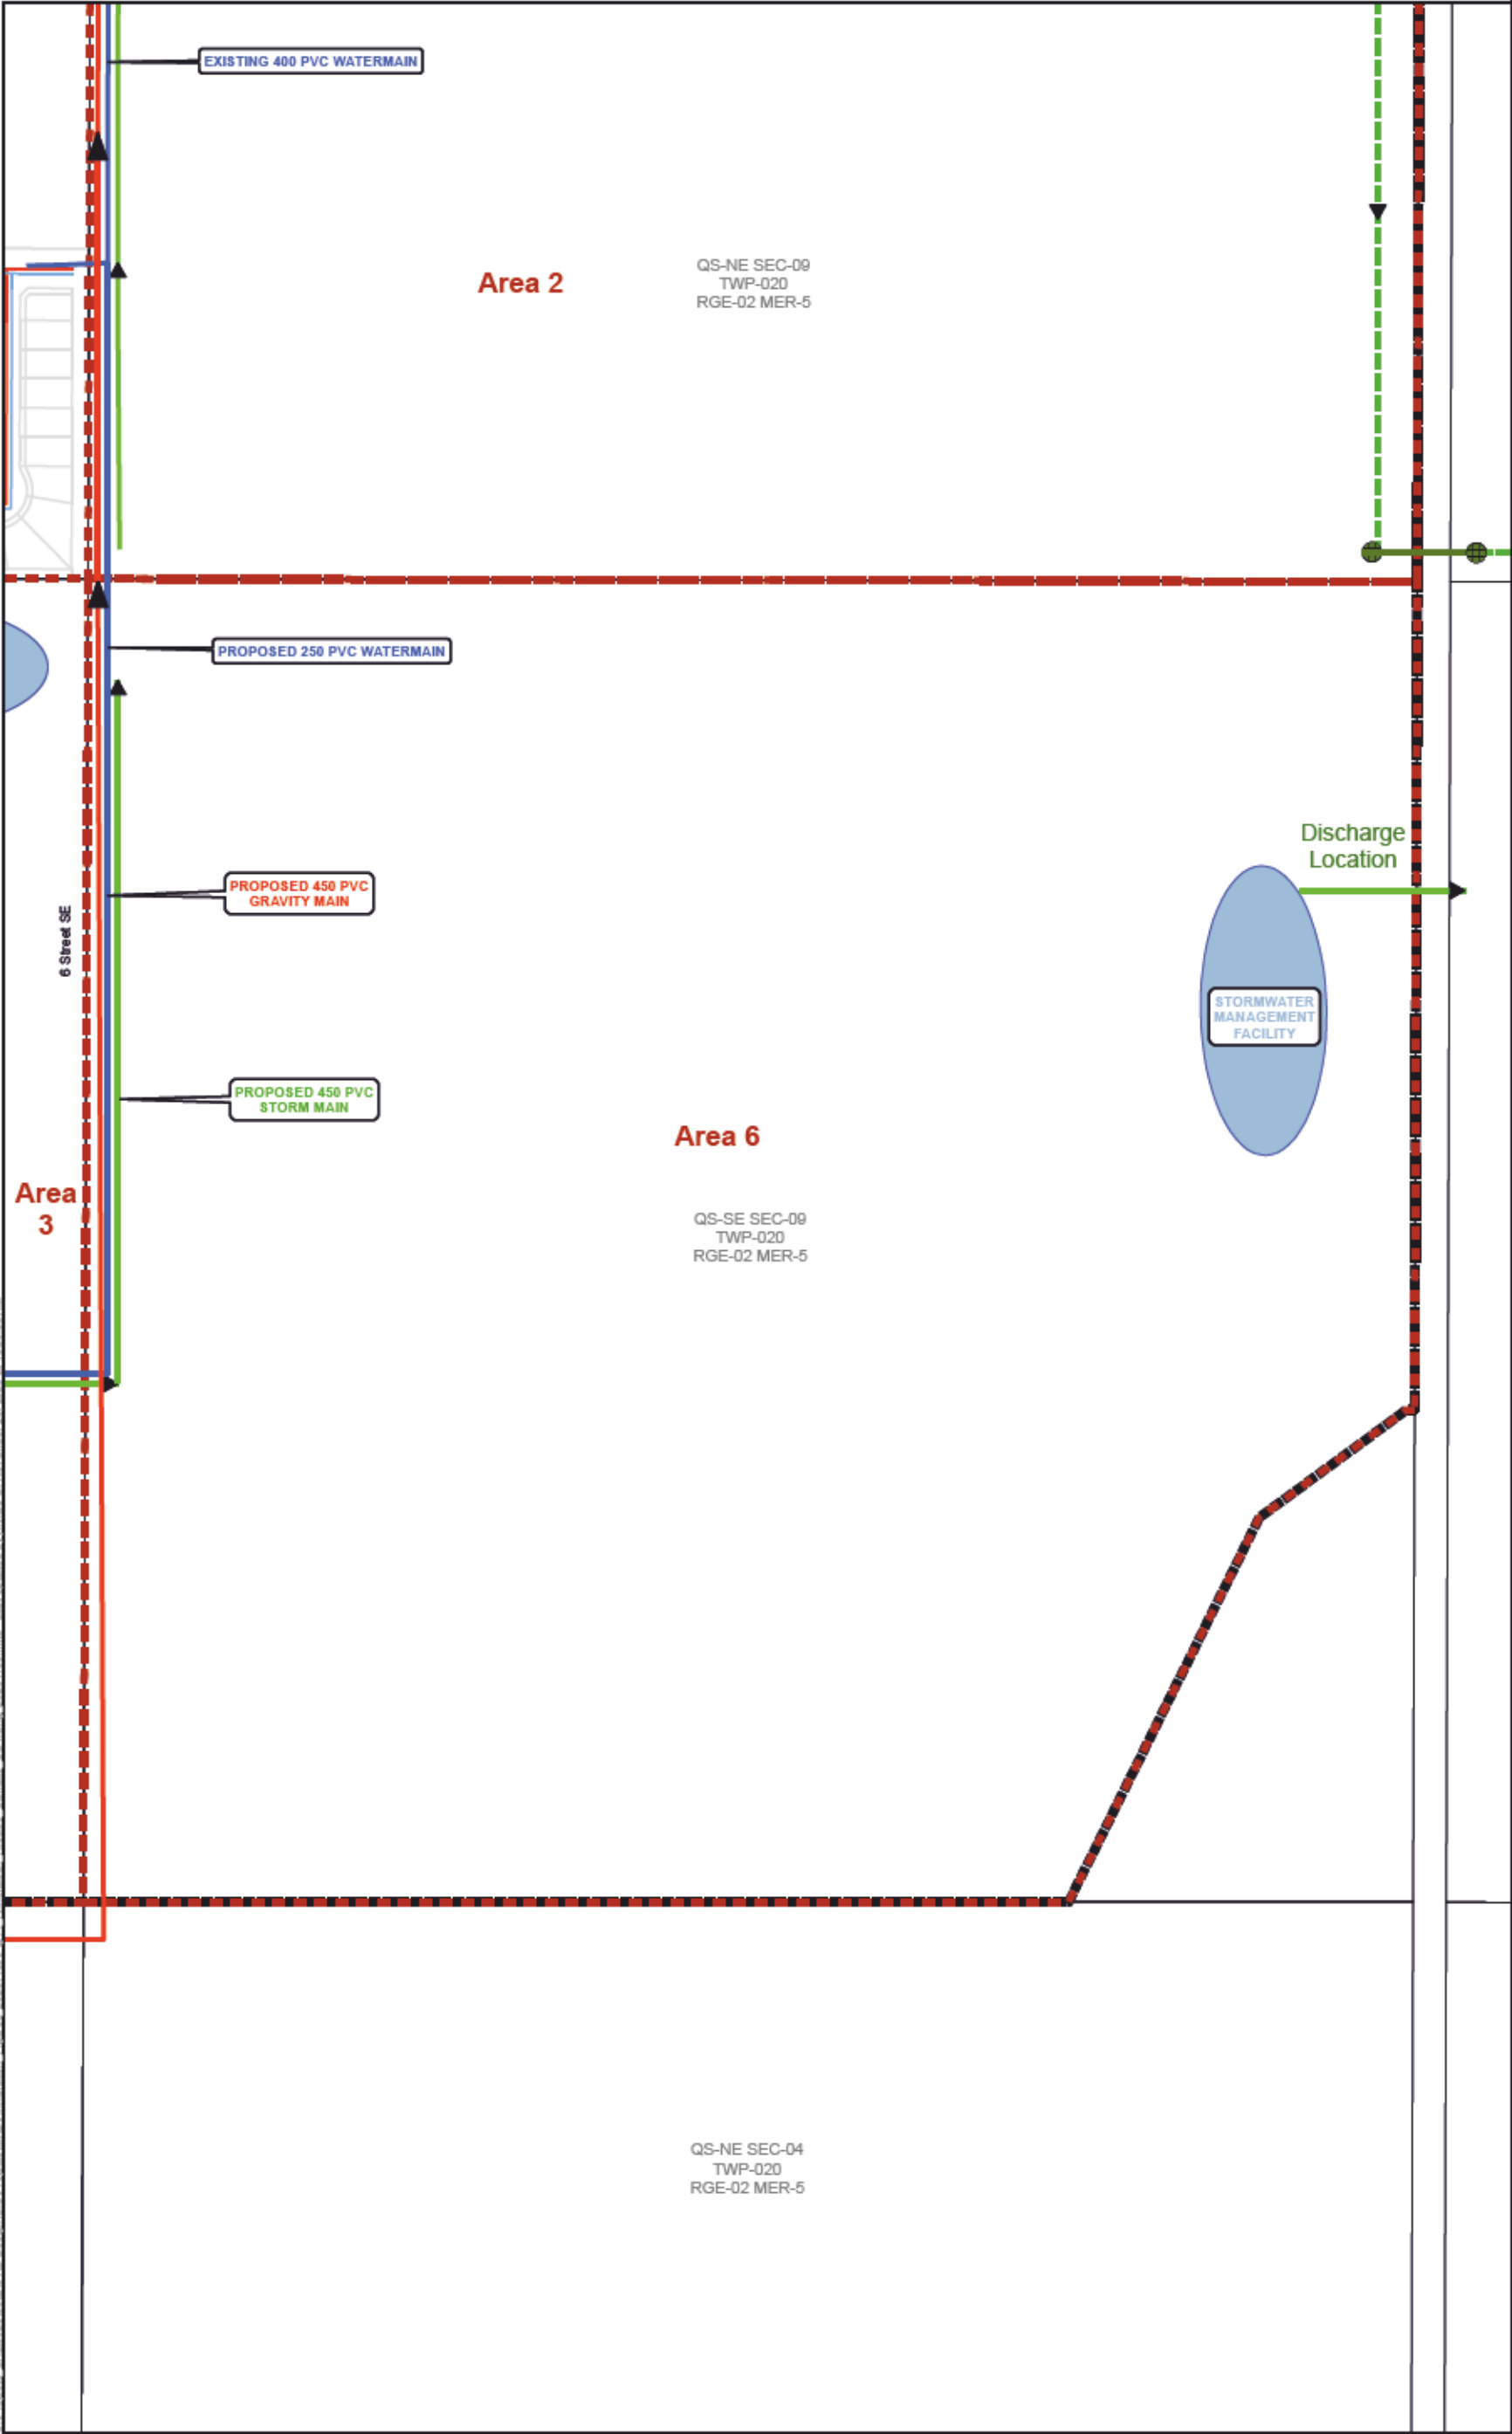 EXISTING 400 PVC WATERMAIN
Area 2
QS-NE SEC-09
TWP-020
RGE-02 MER-5
PROPOSED 250 PVC WATERMAIN
Discharge
Location
PROPOSED 450 PVC
GRAVITY MAIN
6 Street SE
STORMWATER
MANAGEMENT
FACILITY
PROPOSED 450 PVC
STORM MAIN
Area 6
Area
3
QS-SE SEC-09
TWP-020
RGE-02 MER-5
QS-NE SEC-04
TWP-020
RGE-02 MER-5